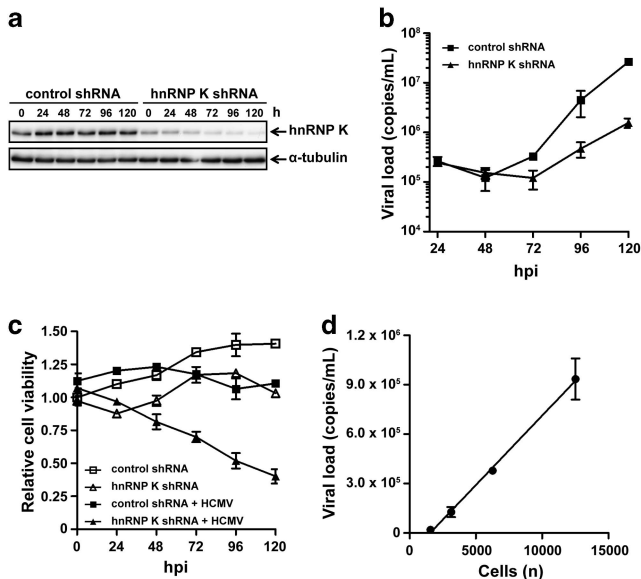 a
control shRNA hnRNP K shRNA
0 24 48 72 96 120 0 24 48 72 96 120 h
hnRNP K
α-tubulin
b
Viral load (copies/mL)
10⁸
10⁷
10⁶
10⁵
10⁴
control shRNA
hnRNP K shRNA
24 48 72 96 120
hpi
c
Relative cell viability
1.50
1.25
1.00
0.75
0.50
0.25
0
control shRNA
hnRNP K shRNA
control shRNA + HCMV
hnRNP K shRNA + HCMV
0 24 48 72 96 120
hpi
d
Viral load (copies/mL)
1.2 x 10⁶
9.0 x 10⁵
6.0 x 10⁵
3.0 x 10⁵
0
0 5000 10000 15000
Cells (n)